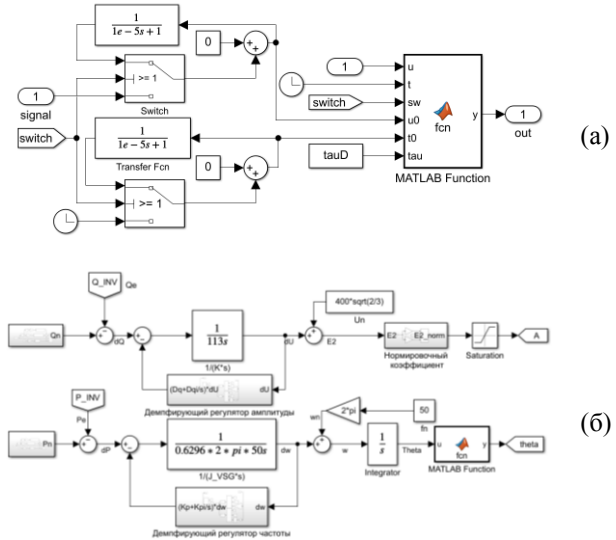 1
1e − 5s + 1
0
>= 1
Switch
1
signal
switch
1
1e − 5s + 1
Transfer Fcn
0
>= 1
1
switch
tauD
u
t
sw
u0
t0
tau
fcn
y
MATLAB Function
1
out
(а)
Q_INV
Qe
Qn
dQ
1
113s
1/(K*s)
dU
400*sqrt(2/3)
Un
E2
E2 E2_norm
Нормировочный
коэффициент
Saturation
A
(Dq+Dqi/s)*dU dU
Демпфирующий регулятор амплитуды
P_INV
Pe
Pn
dP
1
0.6296 * 2 * pi * 50s
1/(J_VSG*s)
dw
wn
2*pi
50
fn
w
1
s
Integrator
Theta
u
fcn
y
MATLAB Function
theta
(Kp+Kpi/s)*dw dw
Демпфирующий регулятор частоты
(б)